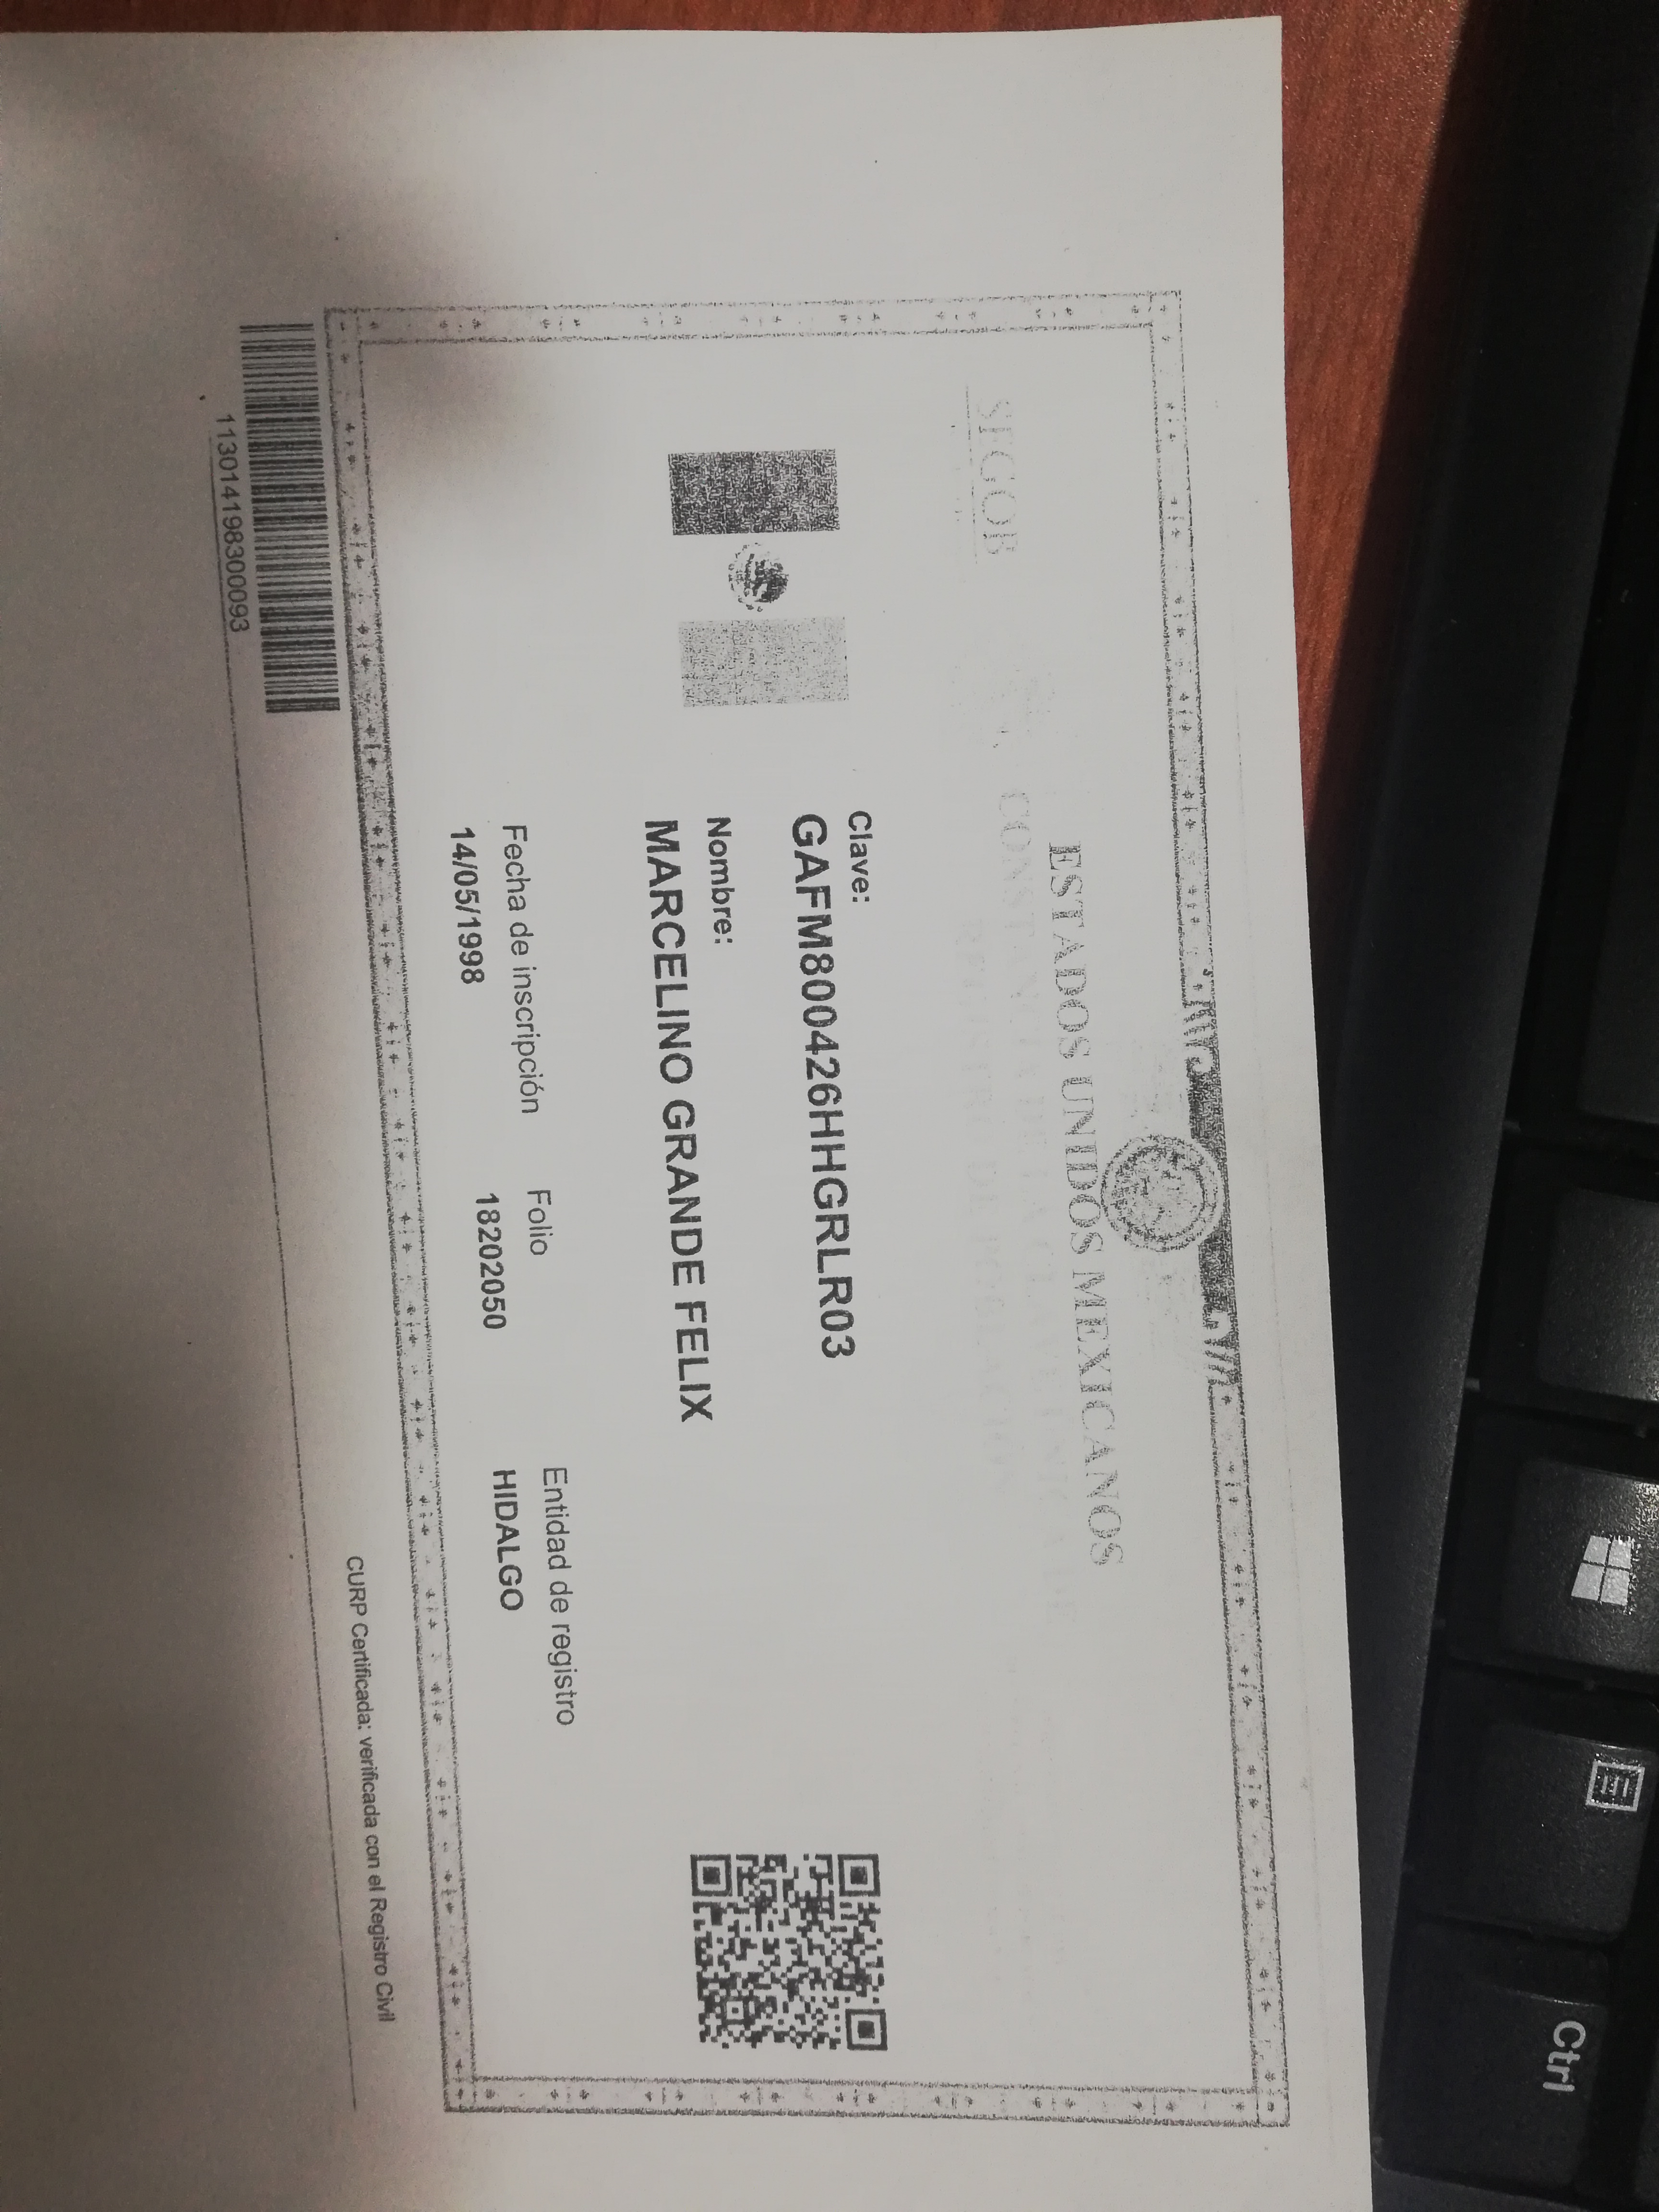 Ctrl
ESTADOS UNIDOS MEXICANOS
SEGOB
CONSTANCIA DE LA CLAVE ÚNICA DE
REGISTRO DE POBLACIÓN
Clave:
GAFM800426HHGRLR03
Nombre:
MARCELINO GRANDE FELIX
Fecha de inscripción
Folio
Entidad de registro
14/05/1998
18202050
HIDALGO
CURP Certificada: verificada con el Registro Civil
113014198300093